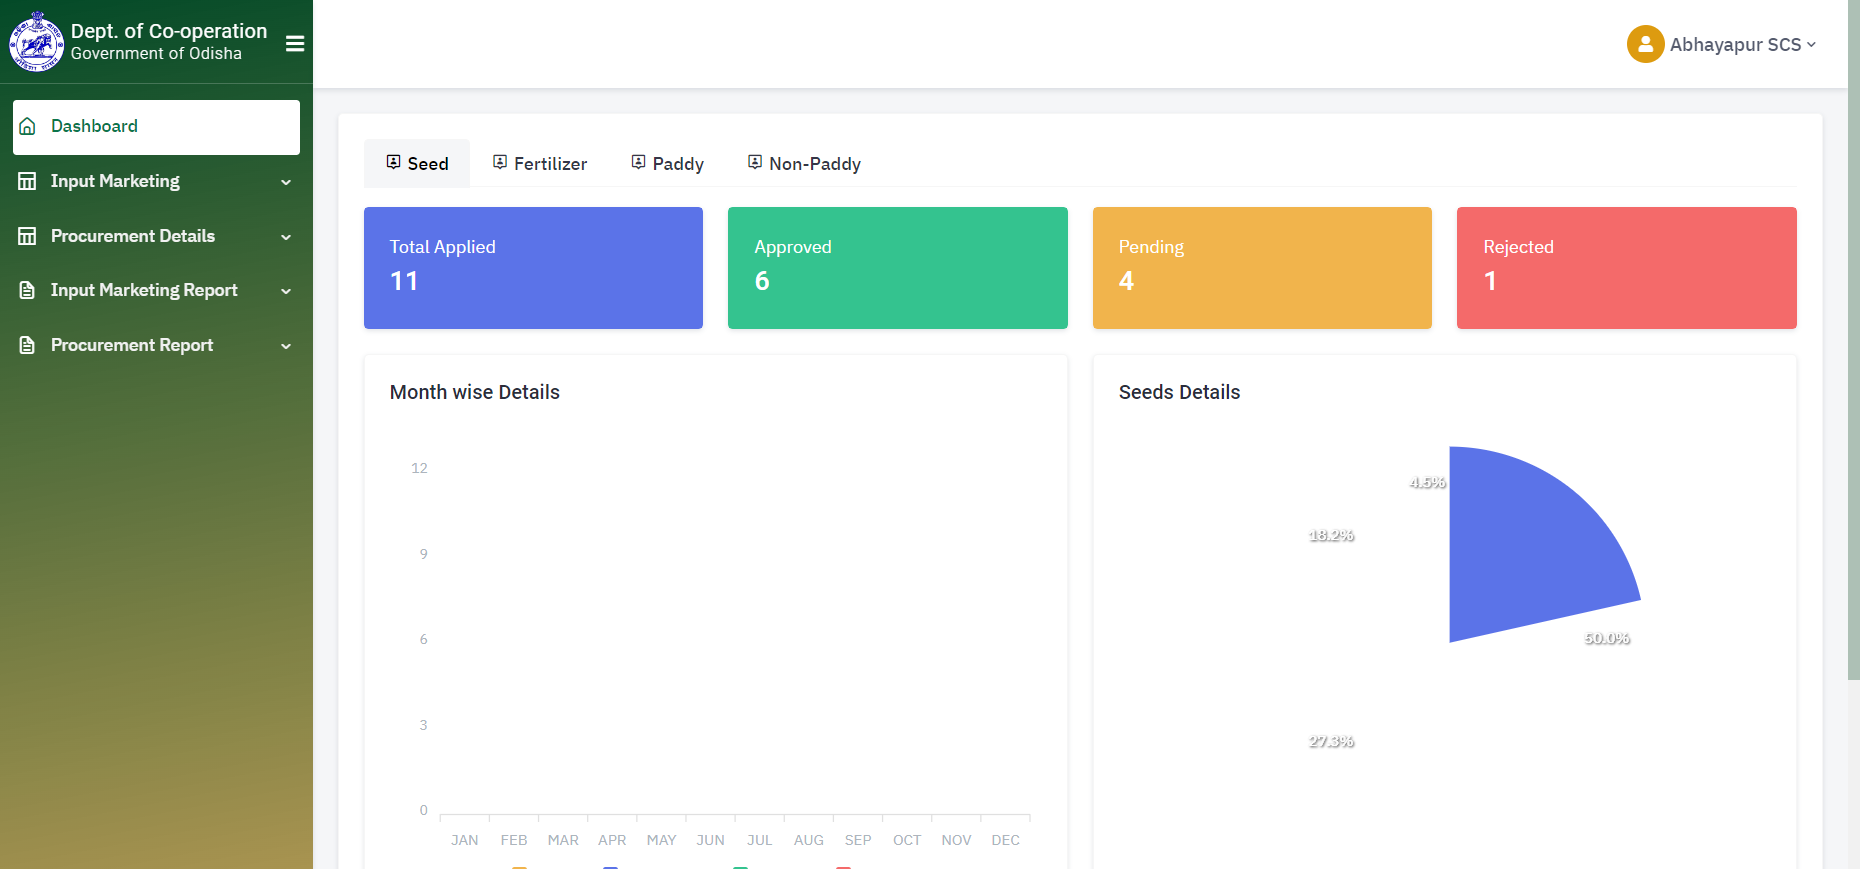 Dept. of Co-operation
Government of Odisha
Abhayapur SCS
Dashboard
Input Marketing
Procurement Details
Input Marketing Report
Procurement Report
Seed
Fertilizer
Paddy
Non-Paddy
Total Applied
11
Approved
6
Pending
4
Rejected
1
Month wise Details
12
9
6
3
0
JAN FEB MAR APR MAY JUN JUL AUG SEP OCT NOV DEC
Seeds Details
4.5%
18.2%
50.0%
27.3%